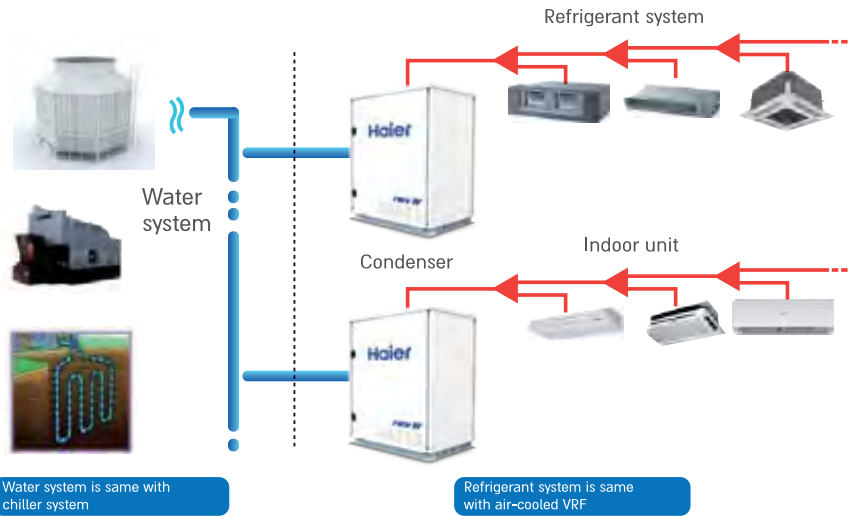 Refrigerant system
Haier
Water
system
Condenser
Indoor unit
Haier
Water system is same with
chiller system
Refrigerant system is same
with air-cooled VRF